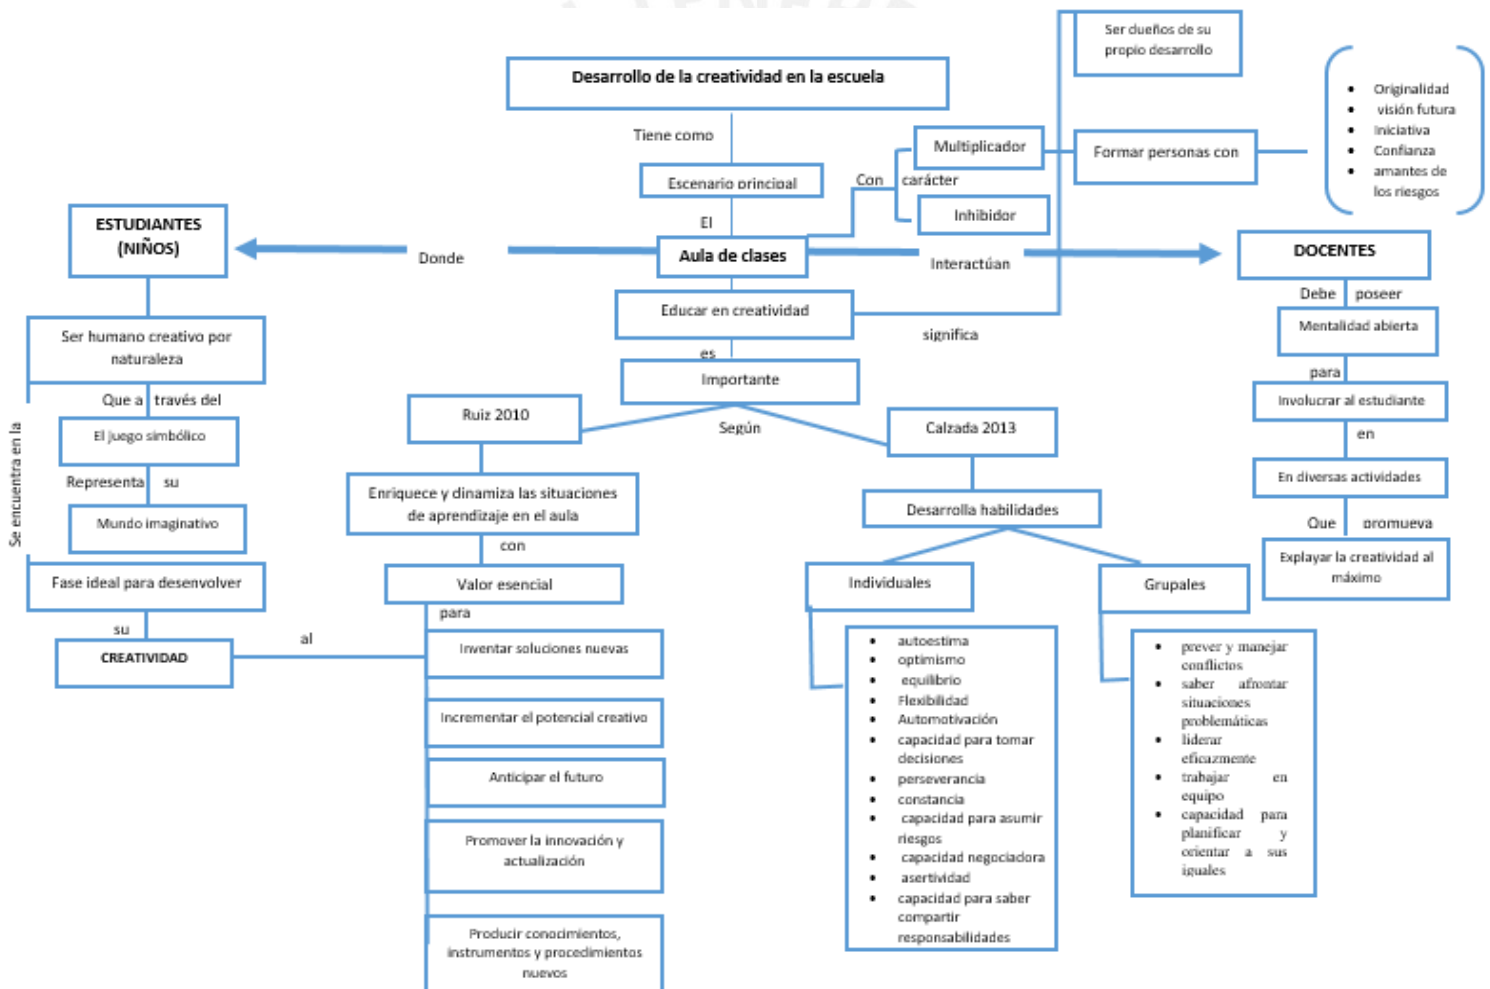 Ser dueños de su
propio desarrollo
Desarrollo de la creatividad en la escuela
Tiene como
Escenario principal
El
Aula de clases
Con carácter
Multiplicador
Inhibidor
Formar personas con
• Originalidad
• visión futura
• Iniciativa
• Confianza
• amantes de
los riesgos
Donde
Interactúan
ESTUDIANTES
(NIÑOS)
Ser humano creativo por
naturaleza
Que a través del
El juego simbólico
Representa su
Mundo imaginativo
Se encuentra en la
Fase ideal para desenvolver
su
CREATIVIDAD
al
Educar en creatividad
significa
es
Importante
Según
Ruiz 2010
Enriquece y dinamiza las situaciones
de aprendizaje en el aula
con
Valor esencial
para
Inventar soluciones nuevas
Incrementar el potencial creativo
Anticipar el futuro
Promover la innovación y
actualización
Producir conocimientos,
instrumentos y procedimientos
nuevos
Calzada 2013
Desarrolla habilidades
Individuales
• autoestima
• optimismo
• equilibrio
• Flexibilidad
• Automotivación
• capacidad para tomar
decisiones
• perseverancia
• constancia
• capacidad para asumir
riesgos
• capacidad negociadora
• asertividad
• capacidad para saber
compartir
responsabilidades
Grupales
• prever y manejar
conflictos
• saber afrontar
situaciones
problemáticas
• liderar
eficazmente
• trabajar en
equipo
• capacidad para
planificar y
orientar a sus
iguales
DOCENTES
Debe poseer
Mentalidad abierta
para
Involucrar al estudiante
en
En diversas actividades
Que promueva
Explayar la creatividad al
máximo